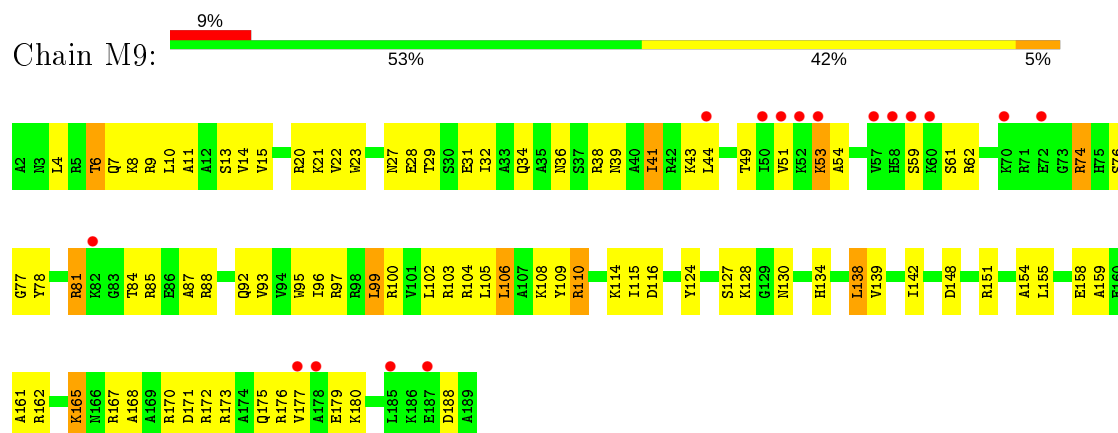 9%
Chain M9:
53% 42% 5%
A2 N3 L4 R5 T6 Q7 K8 R9 L10 A11 A12 S13 V14 V15 R20 K21 V22 W23 N27 E28 T29 S30 E31 I32 A33 Q34 A35 N36 S37 R38 N39 A40 I41 R42 K43 L44 T49 I50 V51 K52 K53 A54 V57 H58 S59 K60 S61 R62 K70 R71 E72 G73 R74 H75 S76
G77 Y78 R81 K82 G83 T84 R85 E86 A87 R88 Q92 V93 V94 W95 I96 R97 R98 L99 R100 V101 L102 R103 R104 L105 L106 A107 K108 Y109 R110 K114 I115 D116 Y124 S127 K128 G129 N130 H134 L138 V139 I142 D148 R151 A154 L155 E158 A159 E160
A161 R162 K165 N166 R167 A168 A169 R170 D171 R172 R173 A174 Q175 R176 V177 A178 E179 K180 L185 K186 E187 D188 A189